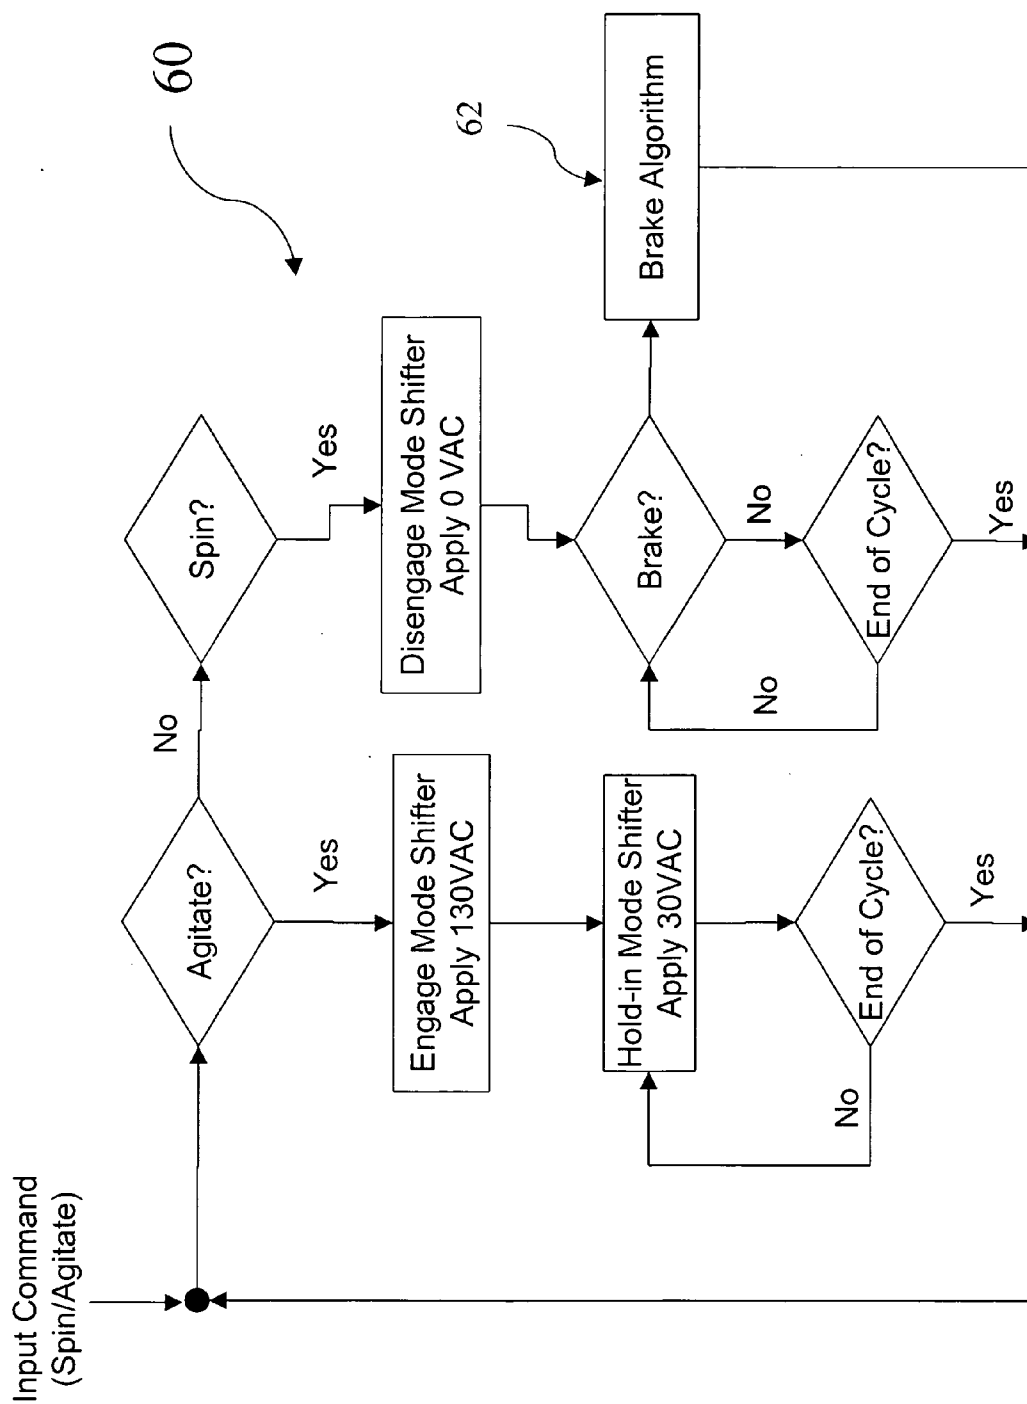 Input Command
(Spin/Agitate)
60
Agitate?
No
Spin?
Yes
Yes
Engage Mode Shifter
Apply 130VAC
Disengage Mode Shifter
Apply 0 VAC
62
Hold-in Mode Shifter
Apply 30VAC
Brake?
Brake Algorithm
No
No
No
End of Cycle?
End of Cycle?
Yes
Yes